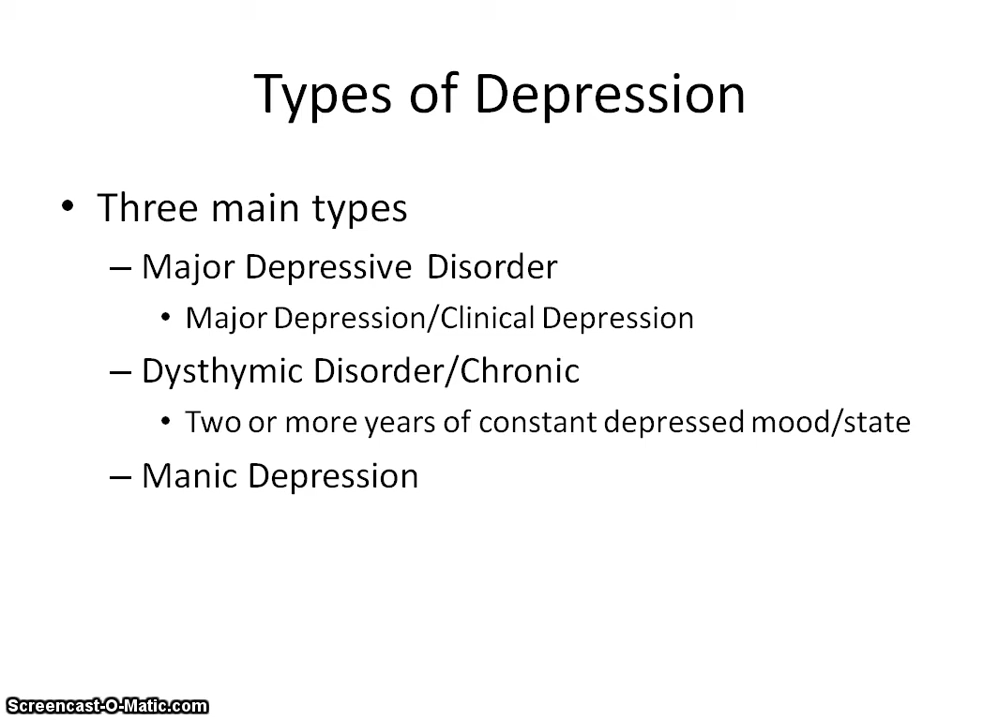 Types of Depression
• Three main types
– Major Depressive Disorder
• Major Depression/Clinical Depression
– Dysthymic Disorder/Chronic
• Two or more years of constant depressed mood/state
– Manic Depression
Screencast-O-Matic.com